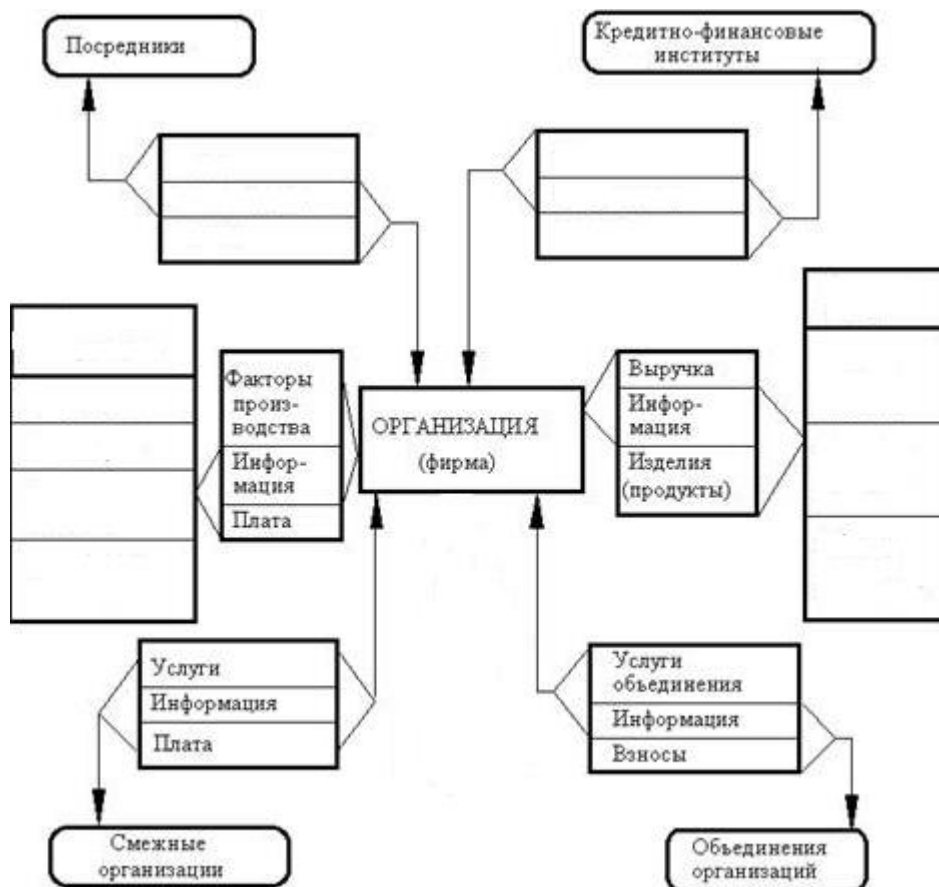 Посредники
Кредитно-финансовые
институты
Факторы
произ-
водства
Инфор-
мация
Плата
ОРГАНИЗАЦИЯ
(фирма)
Выручка
Инфор-
мация
Изделия
(продукты)
Услуги
Информация
Плата
Услуги
объединения
Информация
Взносы
Смежные
организации
Объединения
организаций